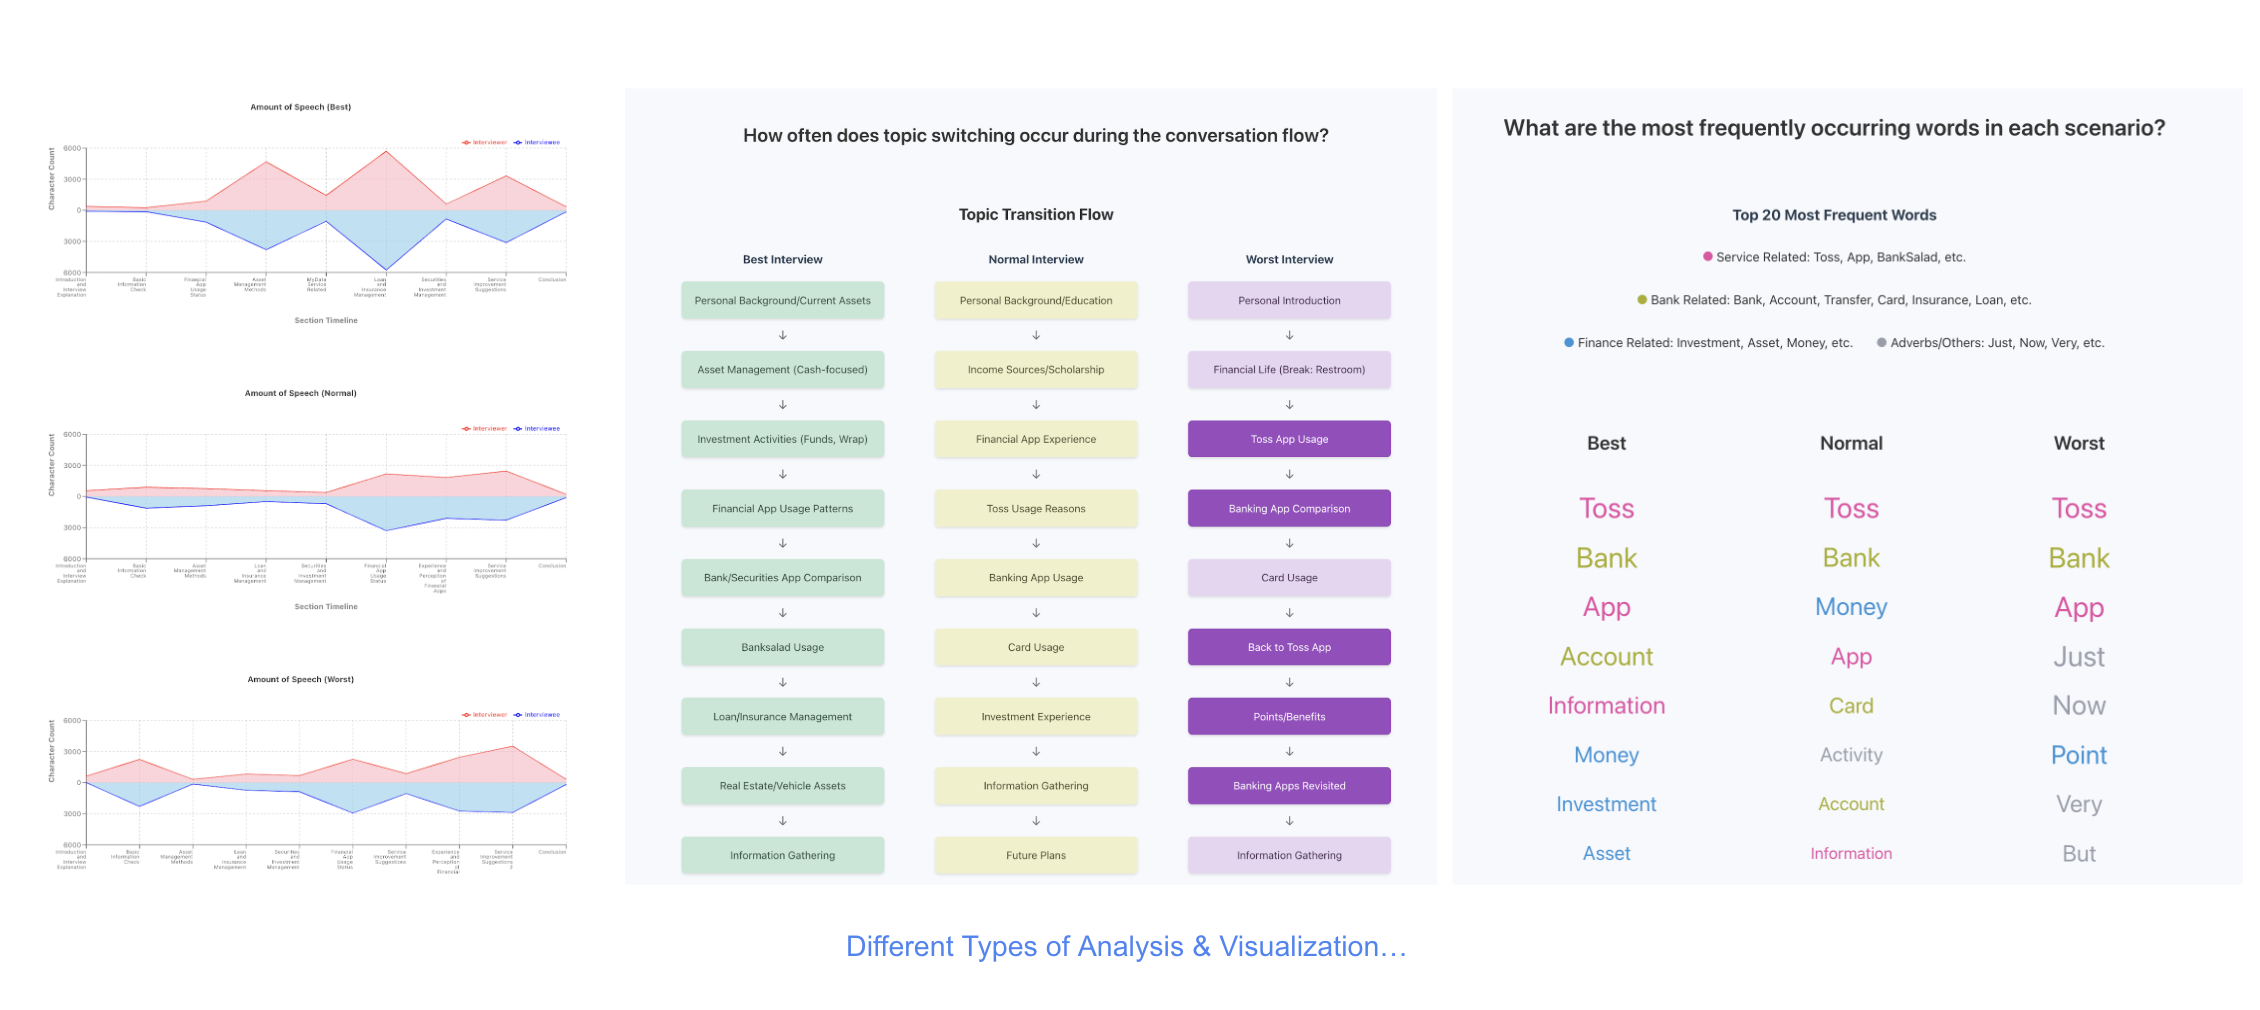 Amount of Speech (Best)
Interviewer Interviewee
Character Count
6000
3000
0
3000
6000
Introduction and Interview Explanation
Basic Information Check
Financial App Usage Status
Asset Management Methods
MyData Service Related
Loan and Insurance Management
Securities and Investment Management
Service Improvement Suggestions
Conclusion
Section Timeline
Amount of Speech (Normal)
Interviewer Interviewee
Character Count
6000
3000
0
3000
6000
Introduction and Interview Explanation
Basic Information Check
Asset Management Methods
Loan and Insurance Management
Securities and Investment Management
Financial App Usage Status
Experience and Perception of Financial Apps
Service Improvement Suggestions
Conclusion
Section Timeline
Amount of Speech (Worst)
Interviewer Interviewee
Character Count
6000
3000
0
3000
6000
Introduction and Interview Explanation
Basic Information Check
Asset Management Methods
Loan and Insurance Management
Securities and Investment Management
Financial App Usage Status
Service Improvement Suggestions
Experience and Perception of Financial
Service Improvement Suggestions 2
Conclusion
How often does topic switching occur during the conversation flow?
Topic Transition Flow
Best Interview Normal Interview Worst Interview
Personal Background/Current Assets Personal Background/Education Personal Introduction
↓ ↓ ↓
Asset Management (Cash-focused) Income Sources/Scholarship Financial Life (Break: Restroom)
↓ ↓ ↓
Investment Activities (Funds, Wrap) Financial App Experience Toss App Usage
↓ ↓ ↓
Financial App Usage Patterns Toss Usage Reasons Banking App Comparison
↓ ↓ ↓
Bank/Securities App Comparison Banking App Usage Card Usage
↓ ↓ ↓
Banksalad Usage Card Usage Back to Toss App
↓ ↓ ↓
Loan/Insurance Management Investment Experience Points/Benefits
↓ ↓ ↓
Real Estate/Vehicle Assets Information Gathering Banking Apps Revisited
↓ ↓ ↓
Information Gathering Future Plans Information Gathering
What are the most frequently occurring words in each scenario?
Top 20 Most Frequent Words
Service Related: Toss, App, BankSalad, etc.
Bank Related: Bank, Account, Transfer, Card, Insurance, Loan, etc.
Finance Related: Investment, Asset, Money, etc. Adverbs/Others: Just, Now, Very, etc.
Best Normal Worst
Toss Toss Toss
Bank Bank Bank
App Money App
Account App Just
Information Card Now
Money Activity Point
Investment Account Very
Asset Information But
Different Types of Analysis & Visualization…